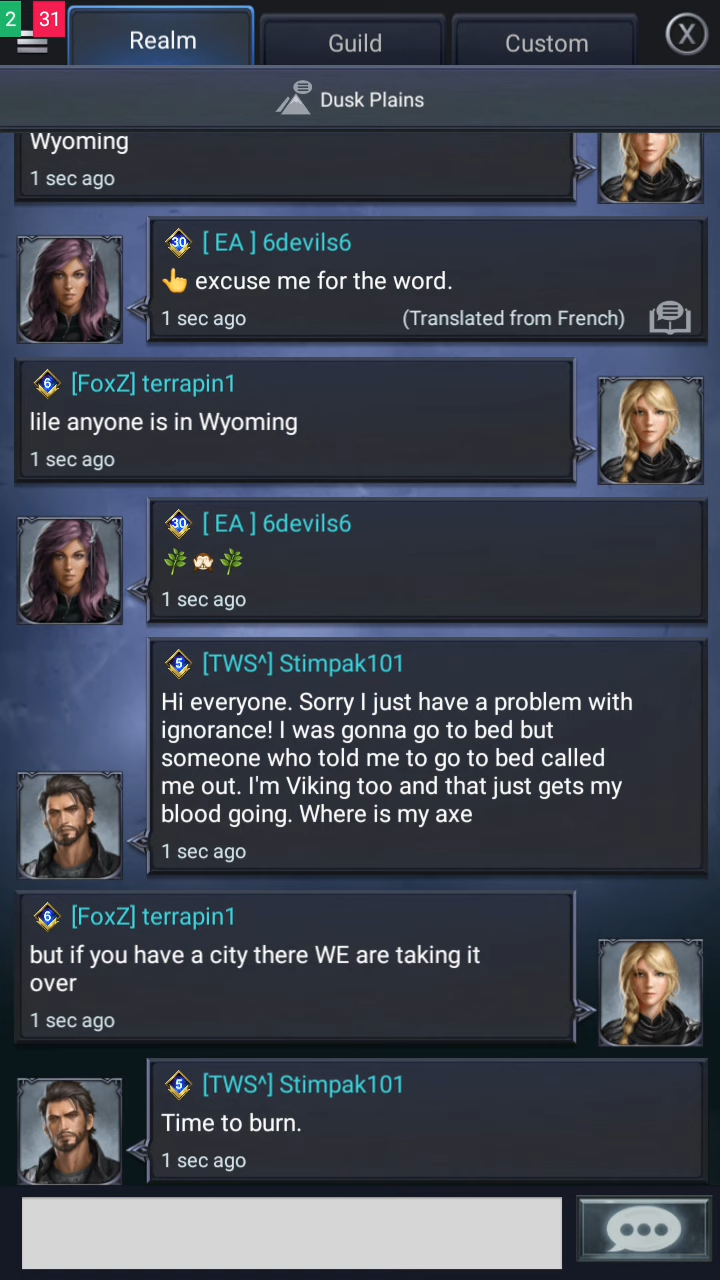 2
31
Realm
Guild
Custom
X
Dusk Plains
Wyoming
1 sec ago
30 [ EA ] 6devils6
👆 excuse me for the word.
1 sec ago (Translated from French)
6 [FoxZ] terrapin1
lile anyone is in Wyoming
1 sec ago
30 [ EA ] 6devils6
🌿🙈🌿
1 sec ago
5 [TWS^] Stimpak101
Hi everyone. Sorry I just have a problem with
ignorance! I was gonna go to bed but
someone who told me to go to bed called
me out. I'm Viking too and that just gets my
blood going. Where is my axe
1 sec ago
6 [FoxZ] terrapin1
but if you have a city there WE are taking it
over
1 sec ago
5 [TWS^] Stimpak101
Time to burn.
1 sec ago